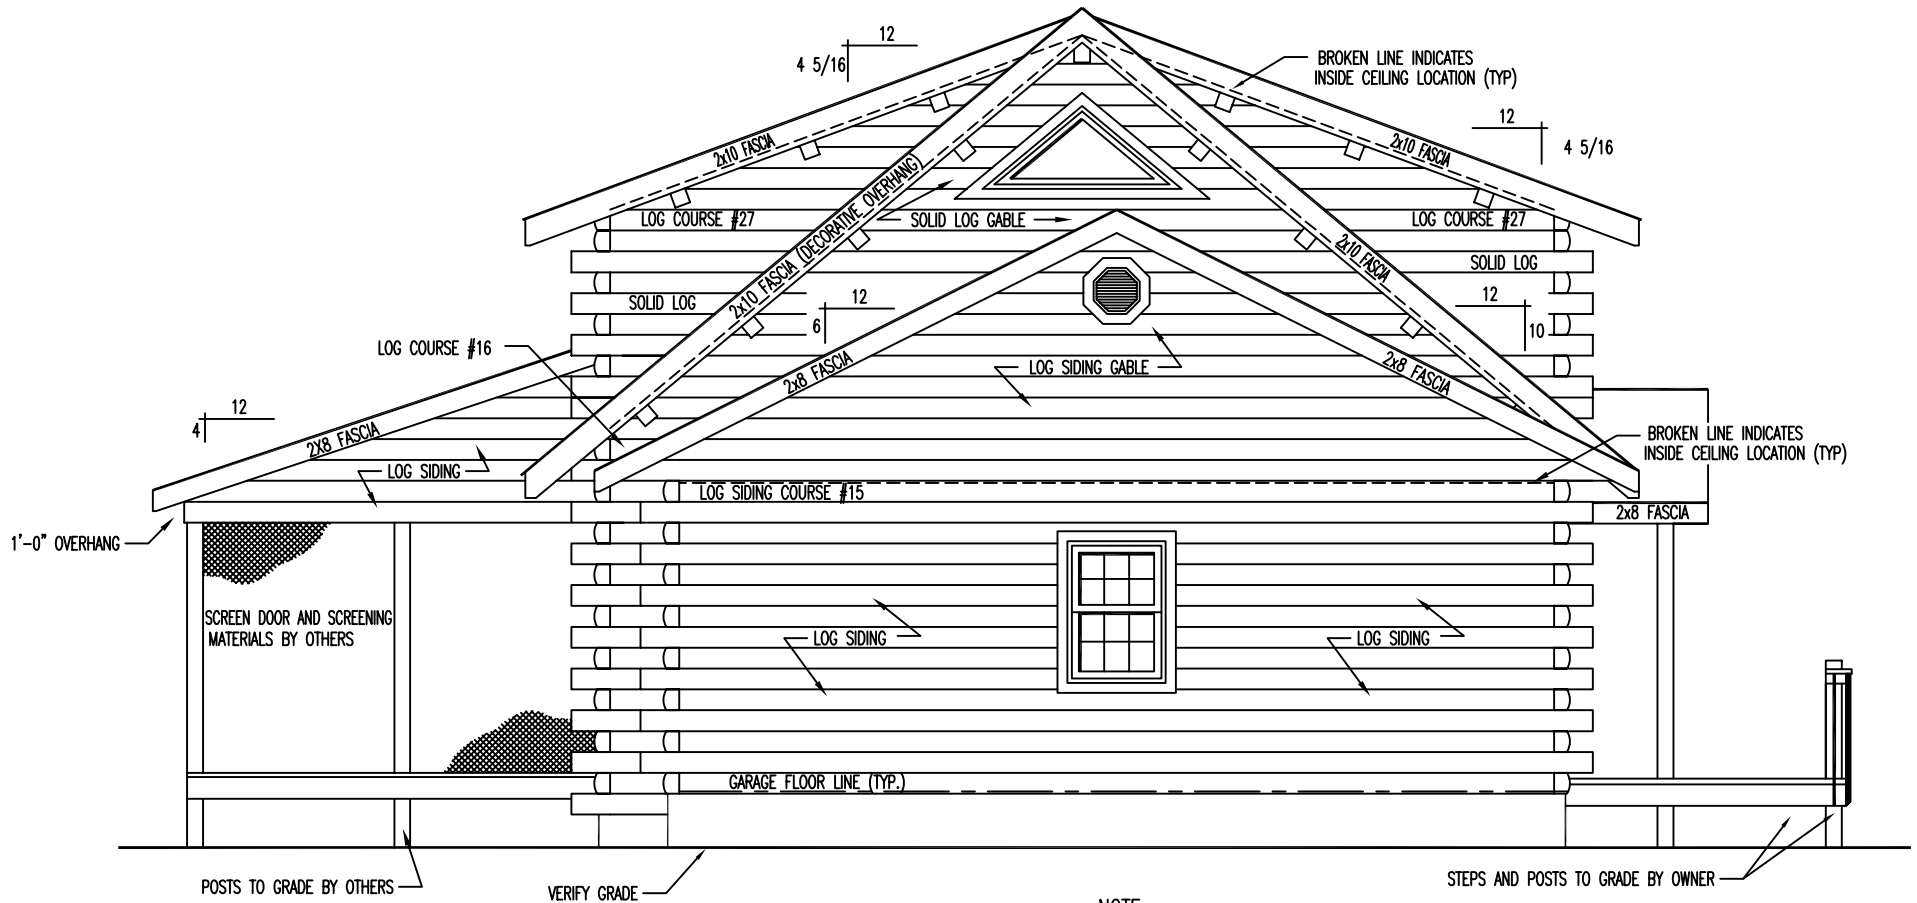 12
4 5/16
BROKEN LINE INDICATES
INSIDE CEILING LOCATION (TYP)
12
4 5/16
2x10 FASCIA
2x10 FASCIA
2x10 FASCIA (DECORATIVE OVERHANG)
LOG COURSE #27
SOLID LOG GABLE
LOG COURSE #27
2x10 FASCIA
SOLID LOG
SOLID LOG
12
6
12
10
LOG COURSE #16
LOG SIDING GABLE
2x8 FASCIA
2x8 FASCIA
12
4
2X8 FASCIA
LOG SIDING
BROKEN LINE INDICATES
INSIDE CEILING LOCATION (TYP)
LOG SIDING COURSE #15
2x8 FASCIA
1'-0" OVERHANG
SCREEN DOOR AND SCREENING
MATERIALS BY OTHERS
LOG SIDING
LOG SIDING
GARAGE FLOOR LINE (TYP.)
POSTS TO GRADE BY OTHERS
VERIFY GRADE
STEPS AND POSTS TO GRADE BY OWNER
NOTE